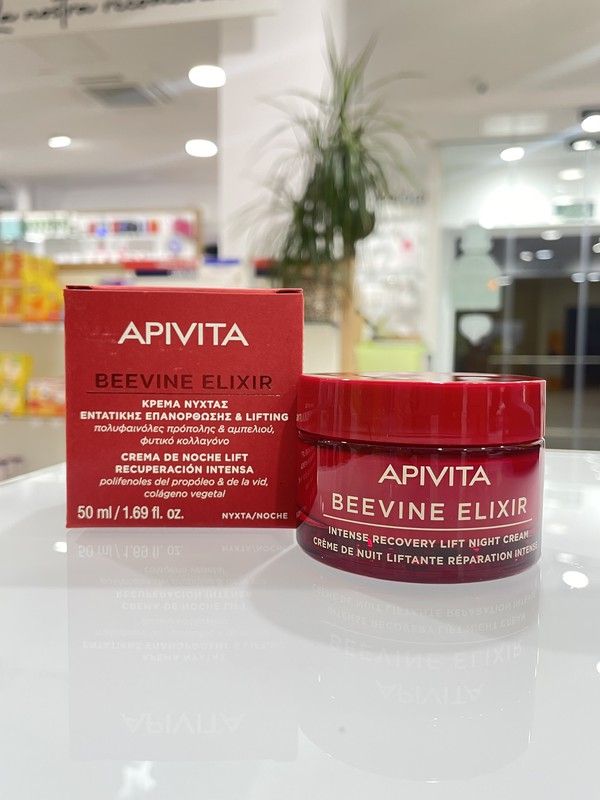 APIVITA
BEEVINE ELIXIR
ΚΡΕΜΑ ΝΥΧΤΑΣ
ΕΝΤΑΤΙΚΗΣ ΕΠΑΝΟΡΘΩΣΗΣ & LIFTING
πολυφαινόλες πρόπολης & αμπελιού,
φυτικό κολλαγόνο
CREMA DE NOCHE LIFT
RECUPERACIÓN INTENSA
polifenoles del propóleo & de la vid,
colágeno vegetal
50 ml / 1.69 fl. oz.
ΝΥΧΤΑ/NOCHE
APIVITA
BEEVINE ELIXIR
INTENSE RECOVERY LIFT NIGHT CREAM
CRÈME DE NUIT LIFTANTE RÉPARATION INTENSE